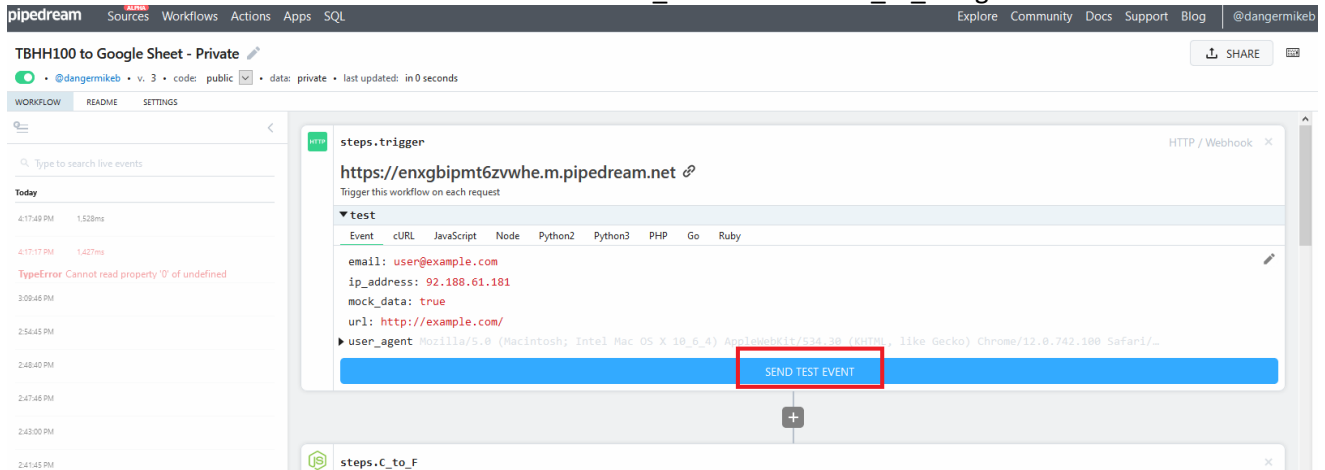 pipedream Sources ALPHA Workflows Actions Apps SQL Explore Community Docs Support Blog @dangermikeb
TBHH100 to Google Sheet - Private
SHARE
• @dangermikeb • v. 3 • code: public • data: private • last updated: in 0 seconds
WORKFLOW README SETTINGS
Type to search live events
Today
4:17:49 PM 1,528ms
4:17:17 PM 1,427ms
TypeError Cannot read property '0' of undefined
3:09:46 PM
2:54:45 PM
2:48:40 PM
2:47:46 PM
2:43:00 PM
2:41:45 PM
HTTP steps.trigger HTTP / Webhook ×
https://enxgbipmt6zvwhe.m.pipedream.net
Trigger this workflow on each request
test
Event cURL JavaScript Node Python2 Python3 PHP Go Ruby
email: user@example.com
ip_address: 92.188.61.181
mock_data: true
url: http://example.com/
user_agent Mozilla/5.0 (Macintosh; Intel Mac OS X 10_6_4) AppleWebKit/534.30 (KHTML, like Gecko) Chrome/12.0.742.100 Safari/…
SEND TEST EVENT
+
JS steps.C_to_F ×